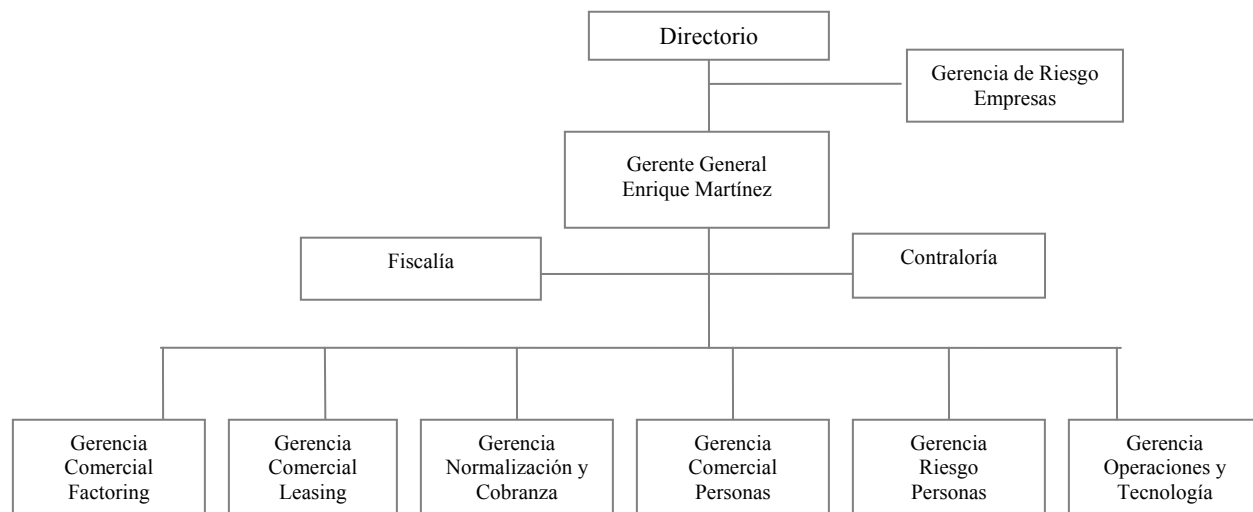 Directorio
Gerencia de Riesgo
Empresas
Gerente General
Enrique Martínez
Fiscalía
Contraloría
Gerencia
Comercial
Factoring
Gerencia
Comercial
Leasing
Gerencia
Normalización y
Cobranza
Gerencia
Comercial
Personas
Gerencia
Riesgo
Personas
Gerencia
Operaciones y
Tecnología